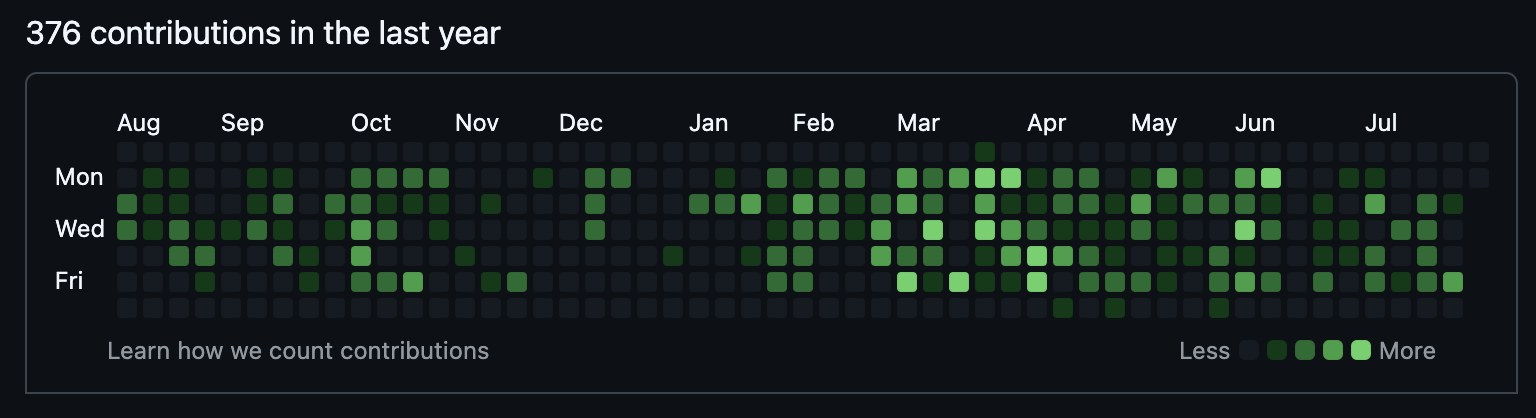 376 contributions in the last year
Aug Sep Oct Nov Dec Jan Feb Mar Apr May Jun Jul
Mon
Wed
Fri
Learn how we count contributions Less More